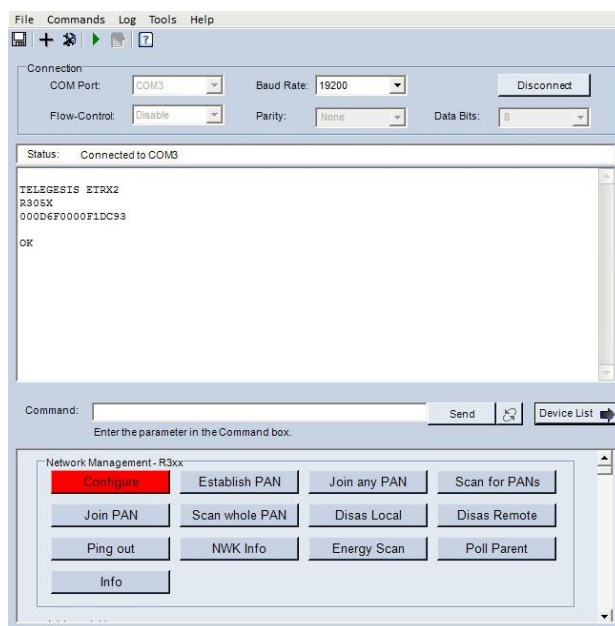 File Commands Log Tools Help
Connection
COM Port: COM3 Baud Rate: 19200 Disconnect
Flow-Control: Disable Parity: None Data Bits: 8
Status: Connected to COM3
TELEGESIS ETRX2
R305X
000D6F0000F1DC93
OK
Command: Send Device List
Enter the parameter in the Command box.
Network Management - R3xx
Configure Establish PAN Join any PAN Scan for PANs
Join PAN Scan whole PAN Disas Local Disas Remote
Ping out NWK Info Energy Scan Poll Parent
Info